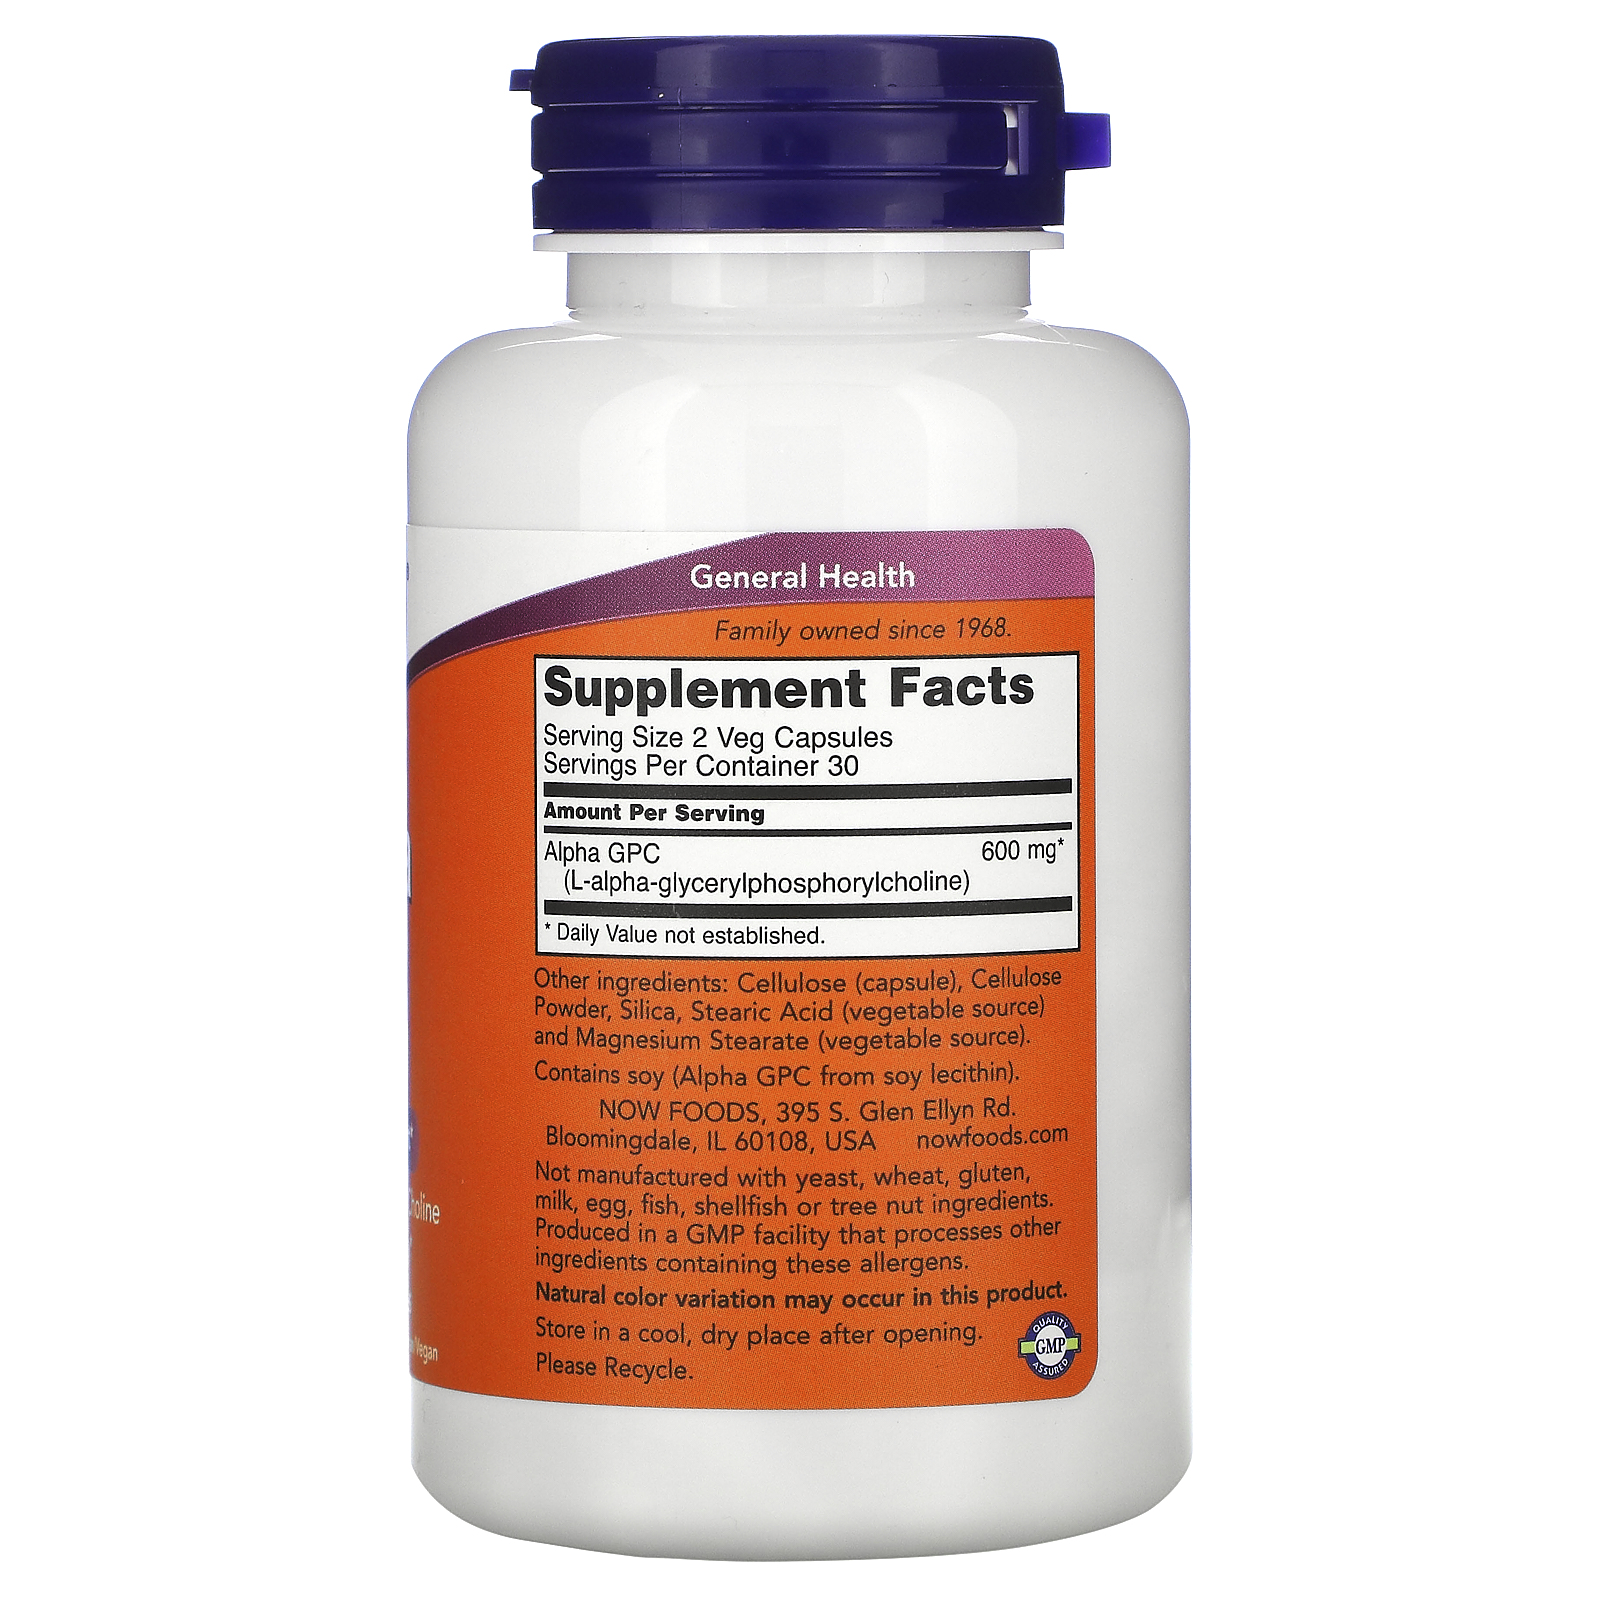 General Health
Family owned since 1968.
Supplement Facts
Serving Size 2 Veg Capsules
Servings Per Container 30
Amount Per Serving
Alpha GPC 600 mg*
(L-alpha-glycerylphosphorylcholine)
* Daily Value not established.
Other ingredients: Cellulose (capsule), Cellulose
Powder, Silica, Stearic Acid (vegetable source)
and Magnesium Stearate (vegetable source).
Contains soy (Alpha GPC from soy lecithin).
NOW FOODS, 395 S. Glen Ellyn Rd.
Bloomingdale, IL 60108, USA nowfoods.com
Not manufactured with yeast, wheat, gluten,
milk, egg, fish, shellfish or tree nut ingredients.
Produced in a GMP facility that processes other
ingredients containing these allergens.
Natural color variation may occur in this product.
Store in a cool, dry place after opening.
Please Recycle.
QUALITY
GMP
ASSURED
Vegan